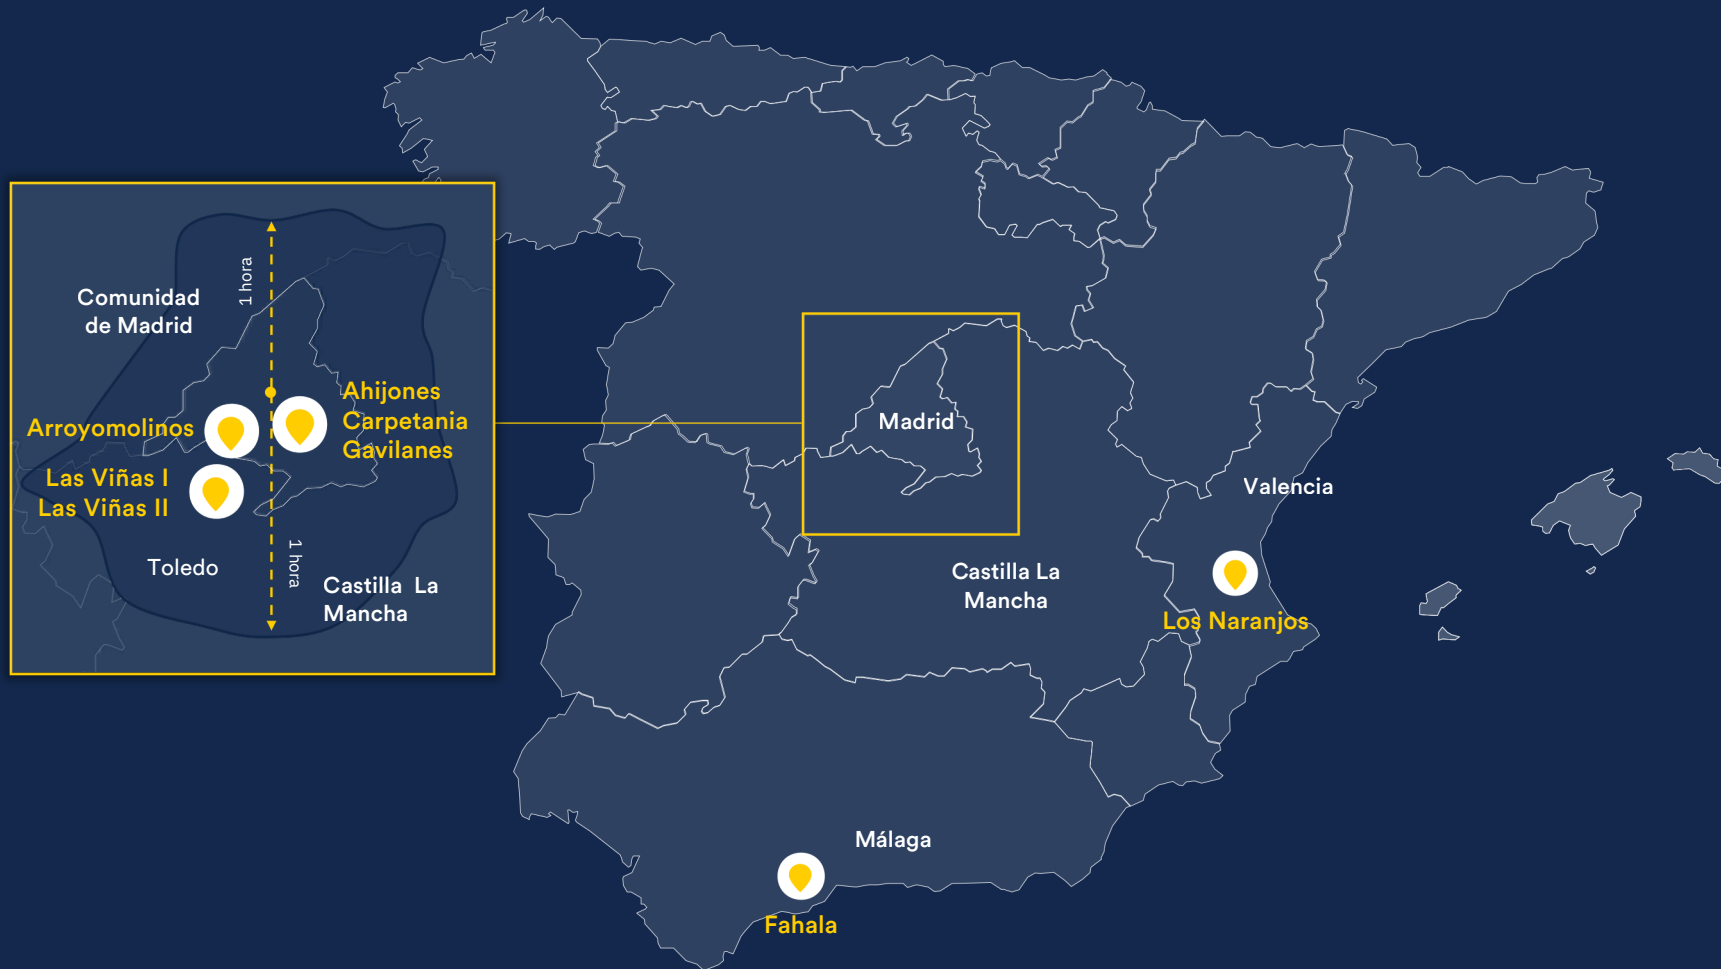 1 hora
Comunidad
de Madrid
Ahijones
Carpetania
Gavilanes
Arroyomolinos
Las Viñas I
Las Viñas II
Toledo
1 hora
Castilla La
Mancha
Madrid
Valencia
Castilla La
Mancha
Los Naranjos
Málaga
Fahala